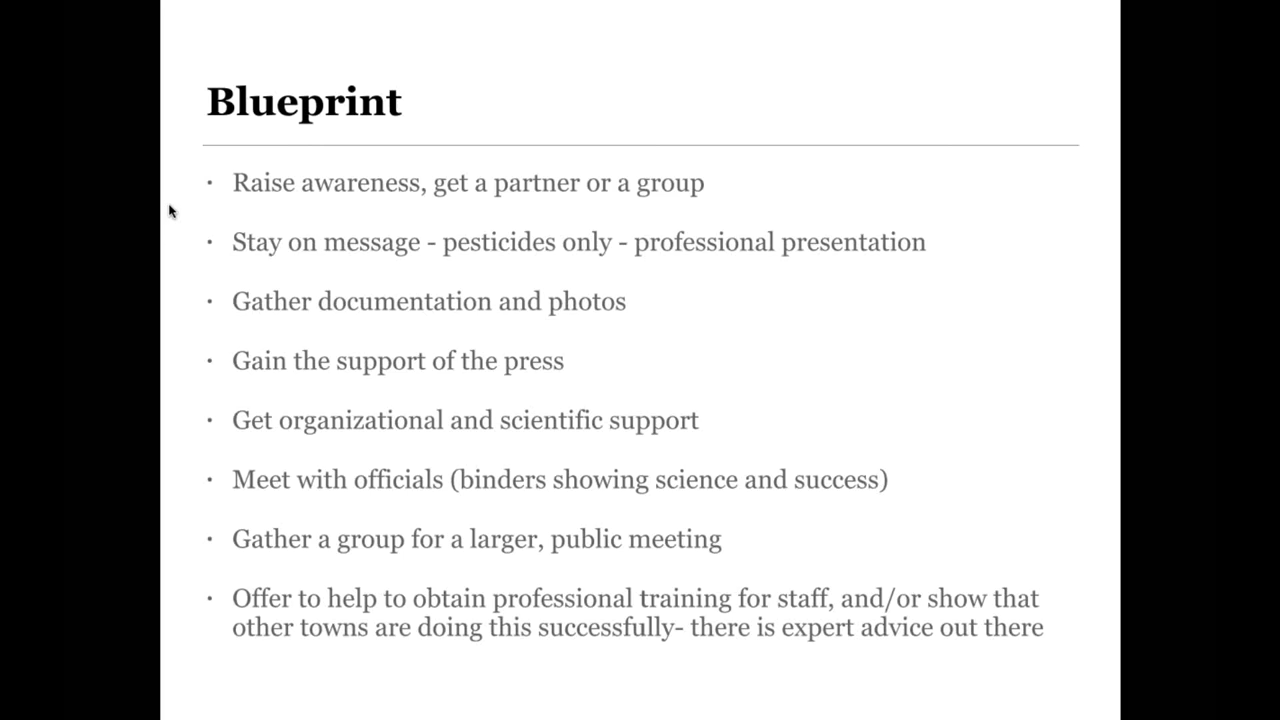 Blueprint
· Raise awareness, get a partner or a group
· Stay on message - pesticides only - professional presentation
· Gather documentation and photos
· Gain the support of the press
· Get organizational and scientific support
· Meet with officials (binders showing science and success)
· Gather a group for a larger, public meeting
· Offer to help to obtain professional training for staff, and/or show that
other towns are doing this successfully- there is expert advice out there